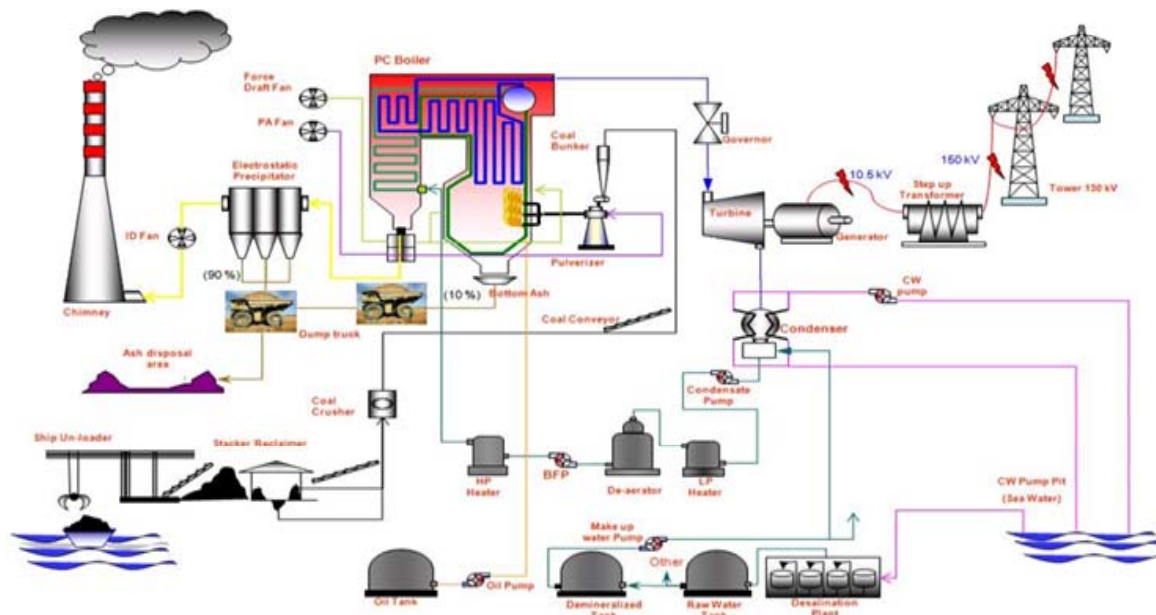 PC Boiler
Force
Draft Fan
PA Fan
Coal
Bunker
Governor
150 kV
10.5 kV
Step up
Transformer
Tower 130 kV
Electrostatic
Precipitator
Turbine
Generator
ID Fan
Pulverizer
(90 %)
(10 %)
Bottom Ash
CW
pump
Chimney
Dump truck
Coal Conveyor
Condenser
Ash disposal
area
Condensate
Pump
Coal
Crusher
Ship Un-loader
Stacker Reclaimer
HP
Heater
BFP
De-aerator
LP
Heater
CW Pump Pit
(Sea Water)
Make up
water Pump
Other
Oil Tank
Oil Pump
Demineralized
Raw Water
Desalination